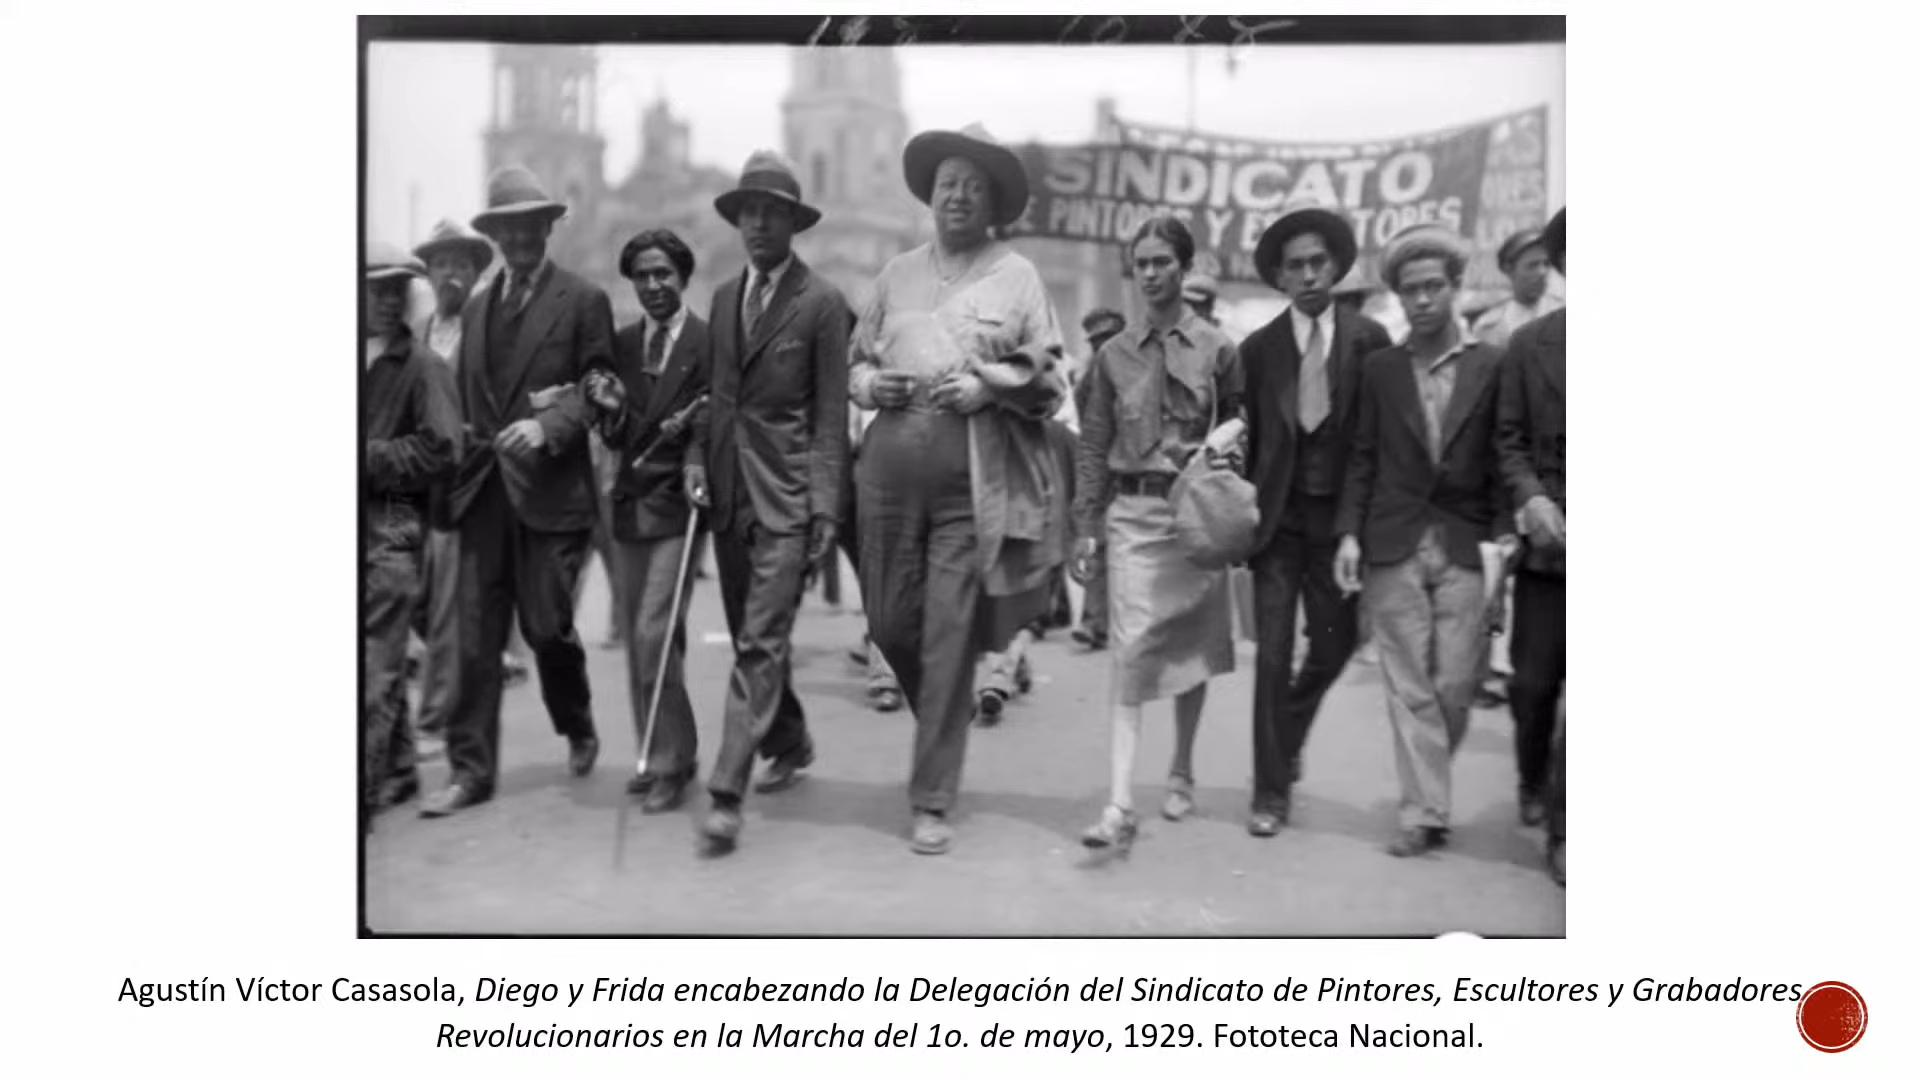 SINDICATO
PINTORES Y
Agustín Víctor Casasola, Diego y Frida encabezando la Delegación del Sindicato de Pintores, Escultores y Grabadores
Revolucionarios en la Marcha del 1o. de mayo, 1929. Fototeca Nacional.